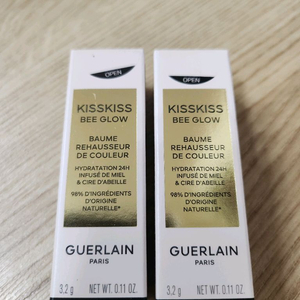 OPEN
KISSKISS
BEE GLOW
BAUME
REHAUSSEUR
DE COULEUR
HYDRATATION 24H
INFUSÉ DE MIEL
& CIRE D'ABEILLE
98% D'INGRÉDIENTS
D'ORIGINE
NATURELLE*
GUERLAIN
PARIS
3,2 g NET WT. 0.11 OZ.
OPEN
KISSKISS
BEE GLOW
BAUME
REHAUSSEUR
DE COULEUR
HYDRATATION 24H
INFUSÉ DE MIEL
& CIRE D'ABEILLE
98% D'INGRÉDIENTS
D'ORIGINE
NATURELLE*
GUERLAIN
PARIS
3,2 g NET WT. 0.11 OZ.